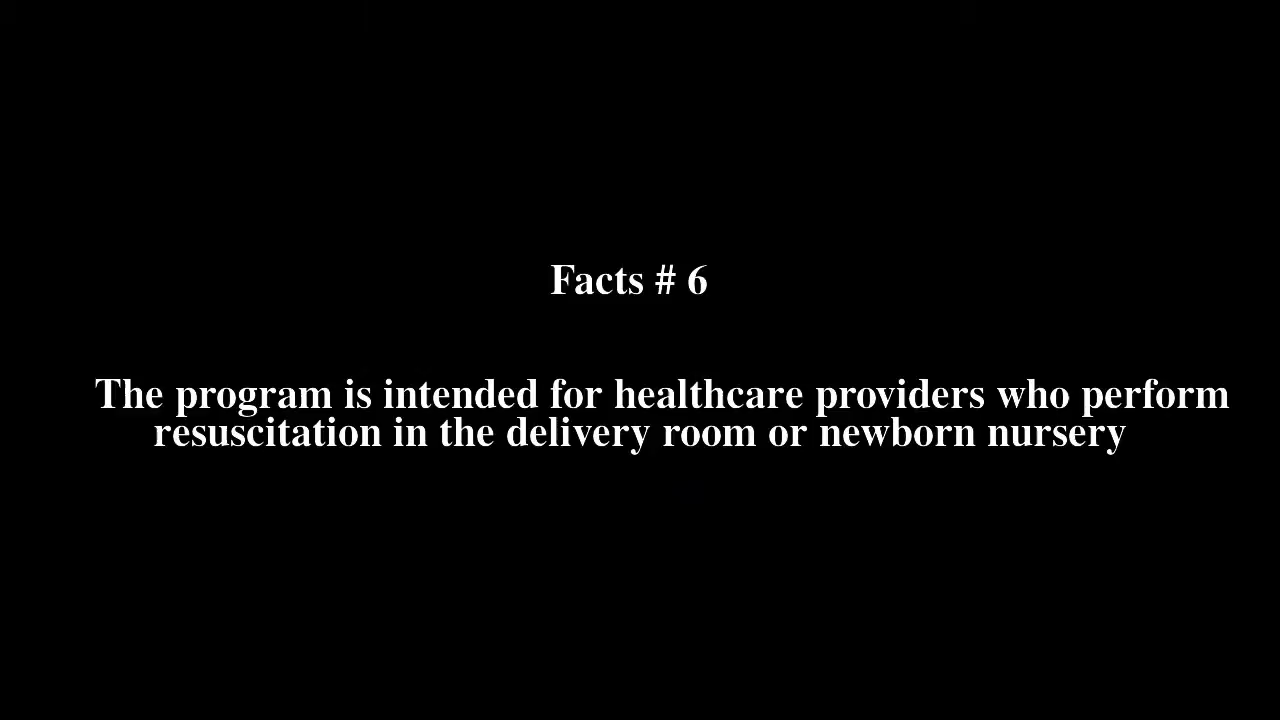 Facts # 6
The program is intended for healthcare providers who perform
resuscitation in the delivery room or newborn nursery